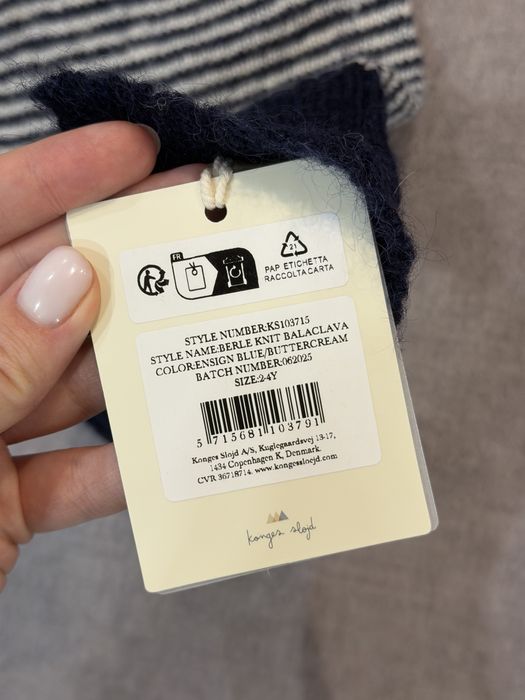 FR
21
PAP ETICHETTA
RACCOLTA CARTA
STYLE NUMBER:KS103715
STYLE NAME:BERLE KNIT BALACLAVA
COLOR:ENSIGN BLUE/BUTTERCREAM
BATCH NUMBER:062025
SIZE:2-4Y
5 715681 103791
Konges Slojd A/S, Kuglegaardsvej 13-17,
1434 Copenhagen K, Denmark.
CVR 36718714. www.kongessloejd.com
konges sløjd